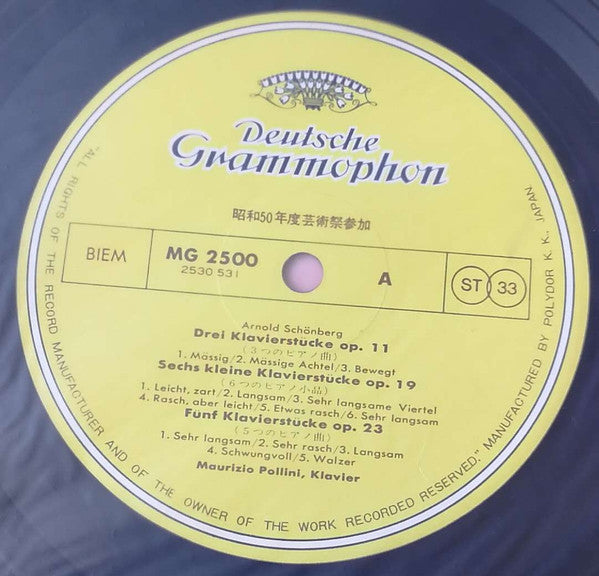 Deutsche
Grammophon
昭和50年度芸術祭参加
BIEM
MG 2500
2530 531
A
ST 33
Arnold Schönberg
Drei Klavierstücke op. 11
(3つのピアノ曲)
1. Mässig/2. Mässige Achtel/3. Bewegt
Sechs kleine Klavierstücke op. 19
(6つのピアノ小品)
1. Leicht, zart/2. Langsam/3. Sehr langsame Viertel
4. Rasch, aber leicht/5. Etwas rasch/6. Sehr langsam
Fünf Klavierstücke op. 23
(5つのピアノ曲)
1. Sehr langsam/2. Sehr rasch/3. Langsam
4. Schwungvoll/5. Walzer
Maurizio Pollini, Klavier
"ALL RIGHTS OF THE RECORD MANUFACTURER AND OF THE OWNER OF THE WORK RECORDED RESERVED." MANUFACTURED BY POLYDOR K. K., JAPAN